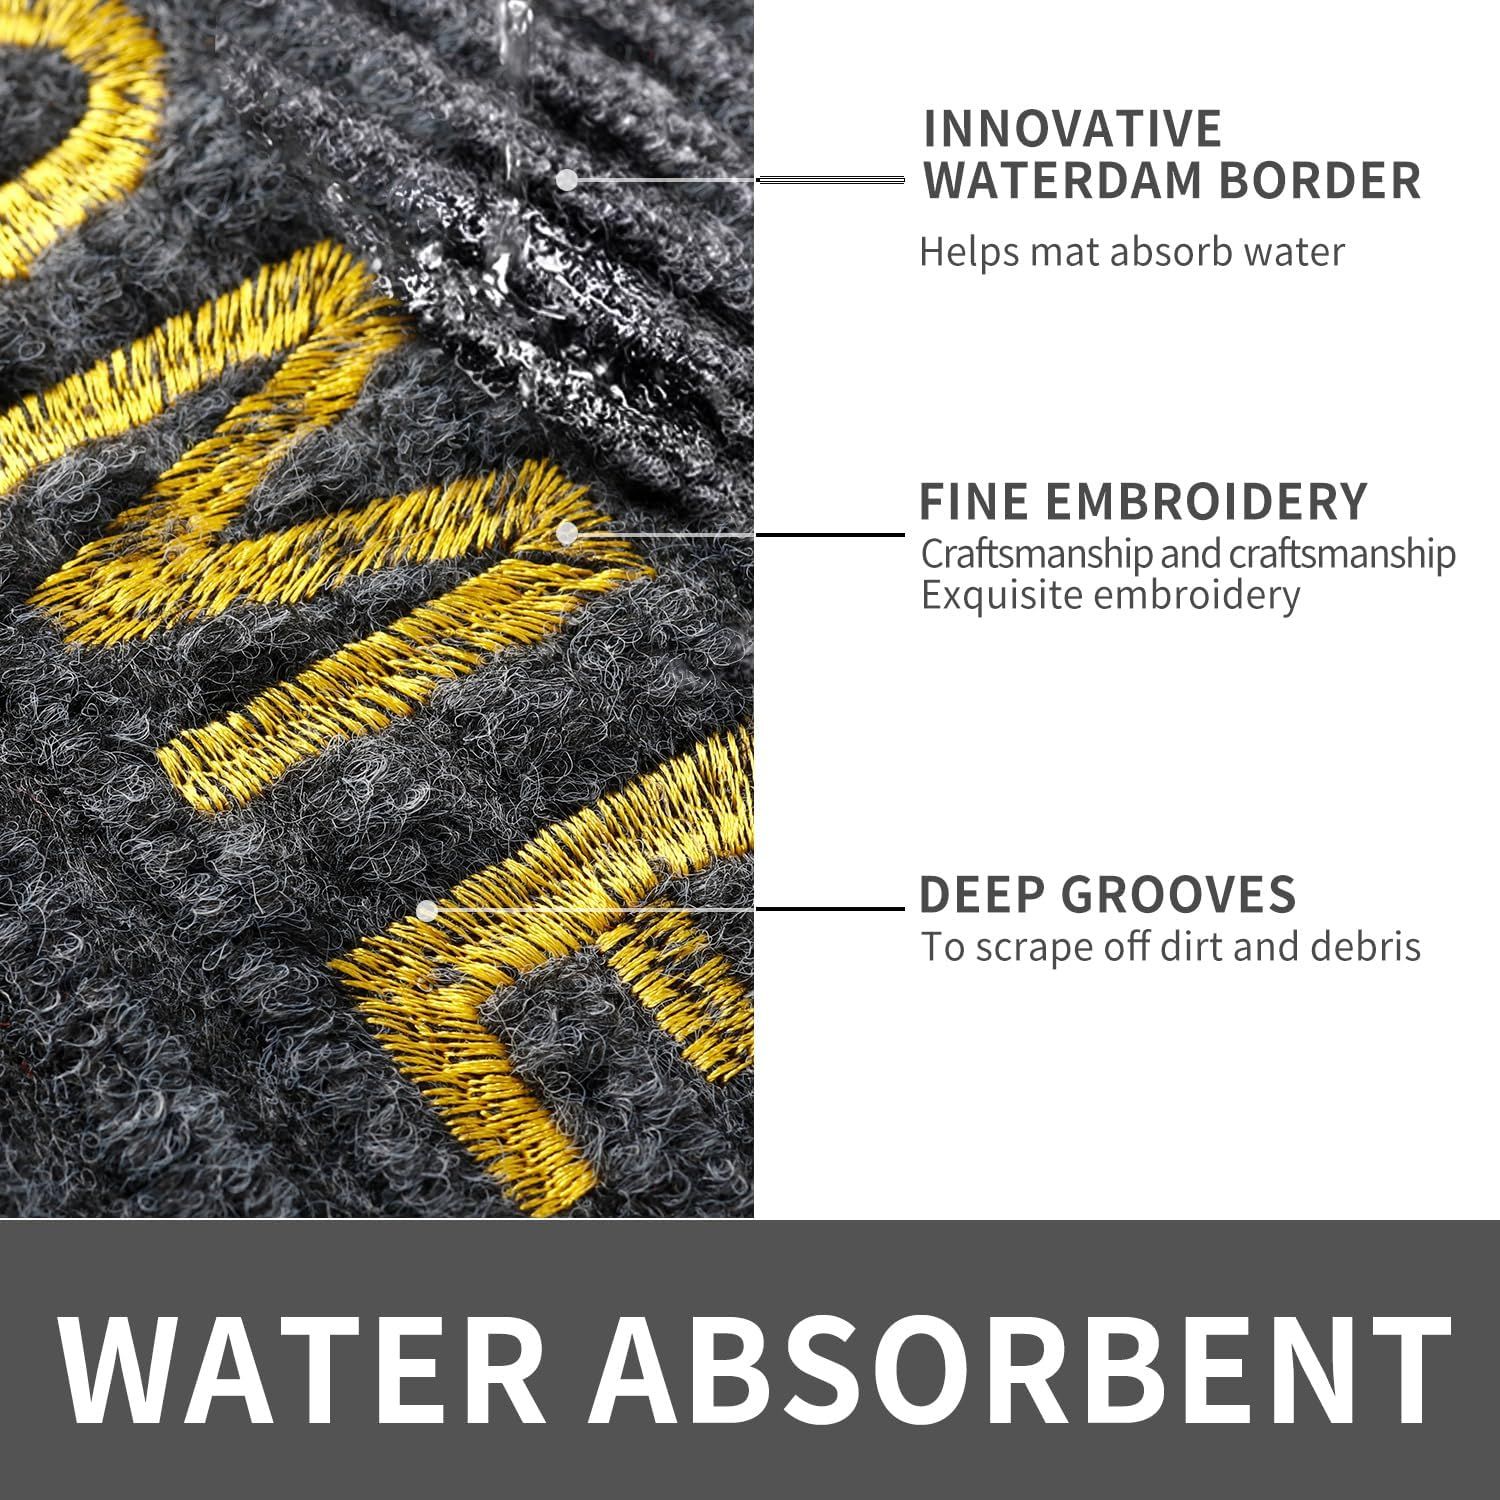 INNOVATIVE
WATERDAM BORDER
Helps mat absorb water
FINE EMBROIDERY
Craftsmanship and craftsmanship
Exquisite embroidery
DEEP GROOVES
To scrape off dirt and debris
WATER ABSORBENT